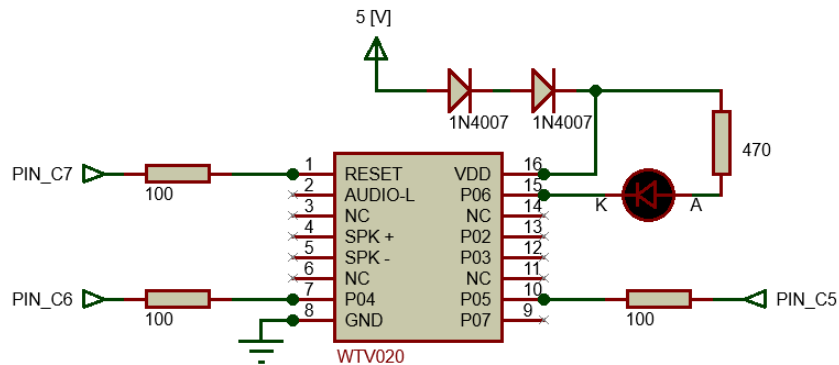 5 [V]
1N4007
1N4007
470
PIN_C7
100
1 RESET VDD 16
2 AUDIO-L P06 15
K A
3 NC NC 14
4 SPK + P02 13
5 SPK - P03 12
6 NC NC 11
PIN_C6
100
7 P04 P05 10
8 GND P07 9
100
PIN_C5
WTV020